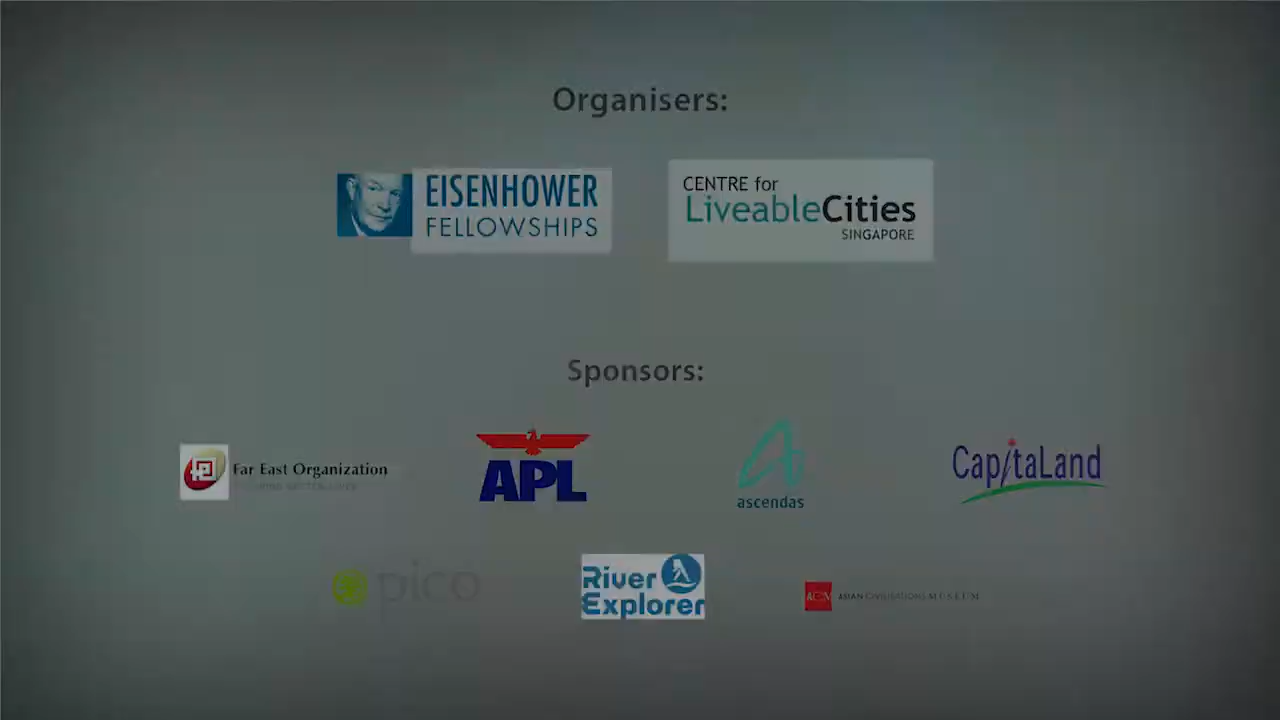 Organisers:
EISENHOWER
FELLOWSHIPS
CENTRE for
LiveableCities
SINGAPORE
Sponsors:
Far East Organization
APL
ascendas
CapitaLand
pico
River
Explorer
ACM
ASIAN CIVILISATIONS MUSEUM